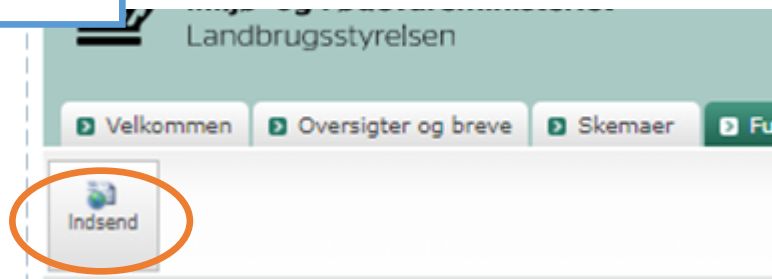 Landbrugsstyrelsen
Velkommen
Oversigter og breve
Skemaer
Indsend